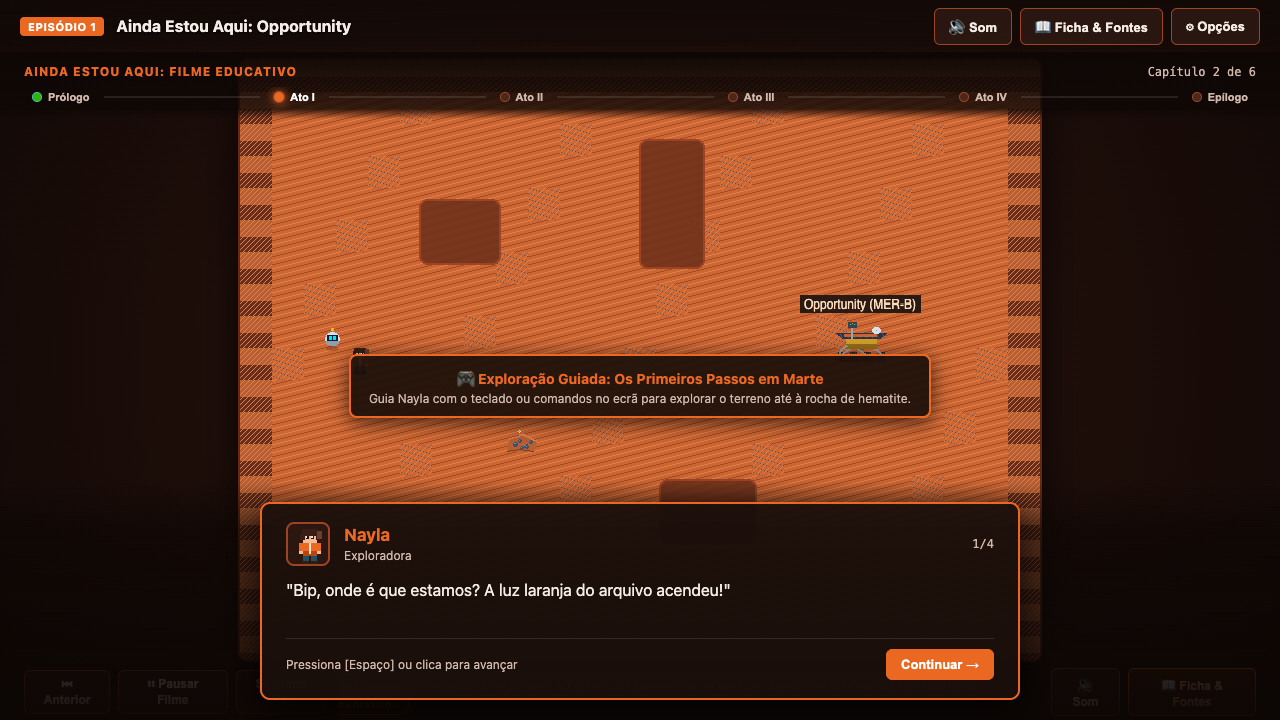 EPISÓDIO 1 Ainda Estou Aqui: Opportunity
Som
Ficha & Fontes
Opções
AINDA ESTOU AQUI: FILME EDUCATIVO
Capítulo 2 de 6
Prólogo
Ato I
Ato II
Ato III
Ato IV
Epílogo
Opportunity (MER-B)
Exploração Guiada: Os Primeiros Passos em Marte
Guia Nayla com o teclado ou comandos no ecrã para explorar o terreno até à rocha de hematite.
Nayla
Exploradora
1/4
"Bip, onde é que estamos? A luz laranja do arquivo acendeu!"
Pressiona [Espaço] ou clica para avançar
Continuar →
Anterior
Pausar
Filme
Som
Ficha &
Fontes